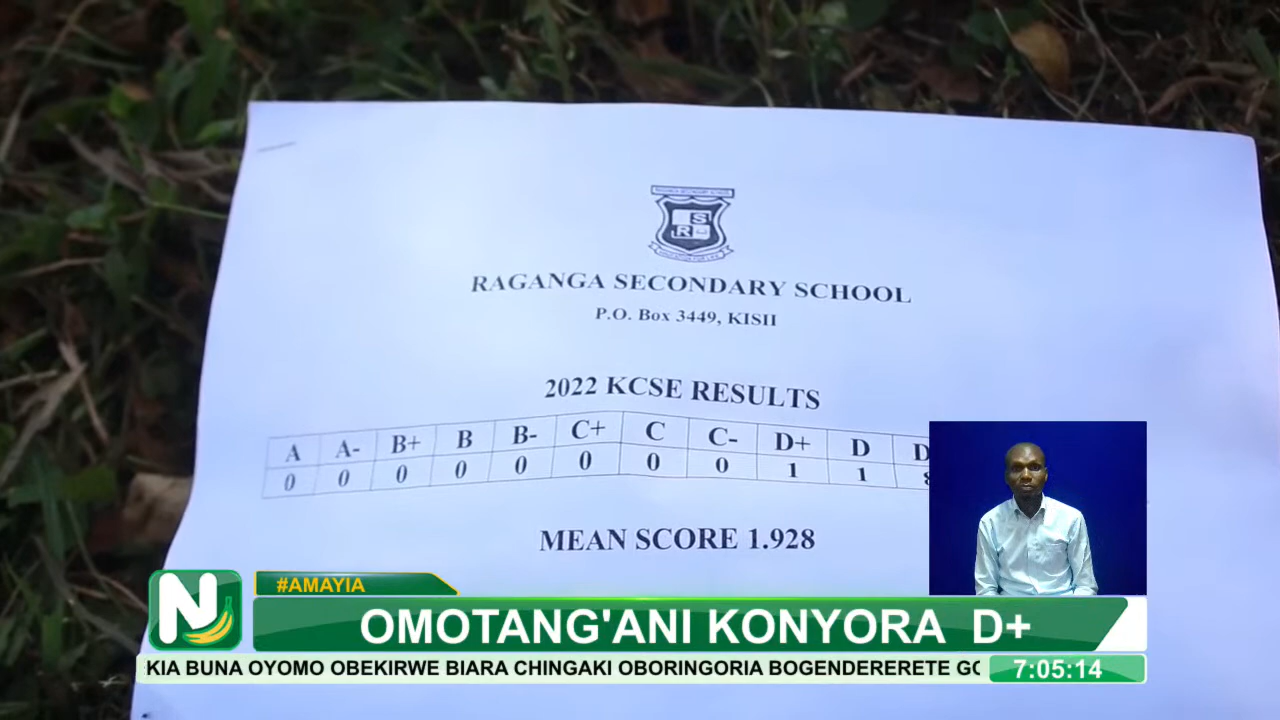 S
R
RAGANGA SECONDARY SCHOOL
P.O. Box 3449, KISII
2022 KCSE RESULTS
A A- B+ B B- C+ C C- D+ D
0 0 0 0 0 0 0 0 1 1
MEAN SCORE 1.928
N
#AMAYIA
OMOTANG'ANI KONYORA D+
KIA BUNA OYOMO OBEKIRWE BIARA CHINGAKI OBORINGORIA BOGENDERERETE
7:05:14